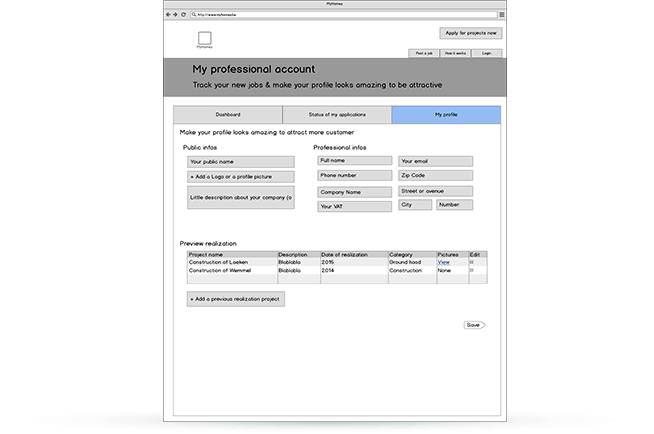 MyHomey
http://www.myhomey.be
Apply for projects now
MyHomey
Post a job
How it works
Login
My professional account
Track your new jobs & make your profile looks amazing to be attractive
Dashboard
Status of my applications
My profile
Make your profile looks amazing to attract more customer
Public infos
Professional infos
Your public name
Full name
Your email
+ Add a Logo or a profile picture
Phone number
Zip Code
Little description about your company (o
Company Name
Street or avenue
Your VAT
City
Number
Preview realization
Project name Description Date of realization Category Pictures Edit
Construction of Laeken Blablabla 2015 Ground hood View
Construction of Wemmel Blablabla 2014 Construction None
+ Add a previous realization project
Save